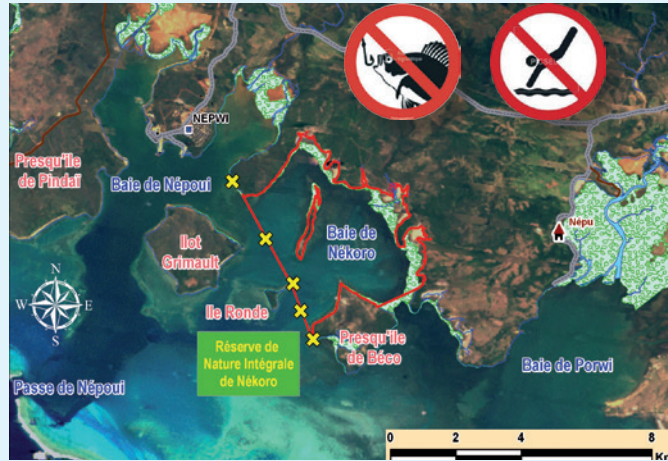 NEPWI
Presqu'île
de Pindaï
Baie de Népoui
Népu
Baie de
Nékoro
Ilot
Grimault
N
W
E
S
Ile Ronde
Presqu'île
de Béco
Réserve de
Nature Intégrale
de Nékoro
Baie de Porwi
Passe de Népoui
0 2 4 8